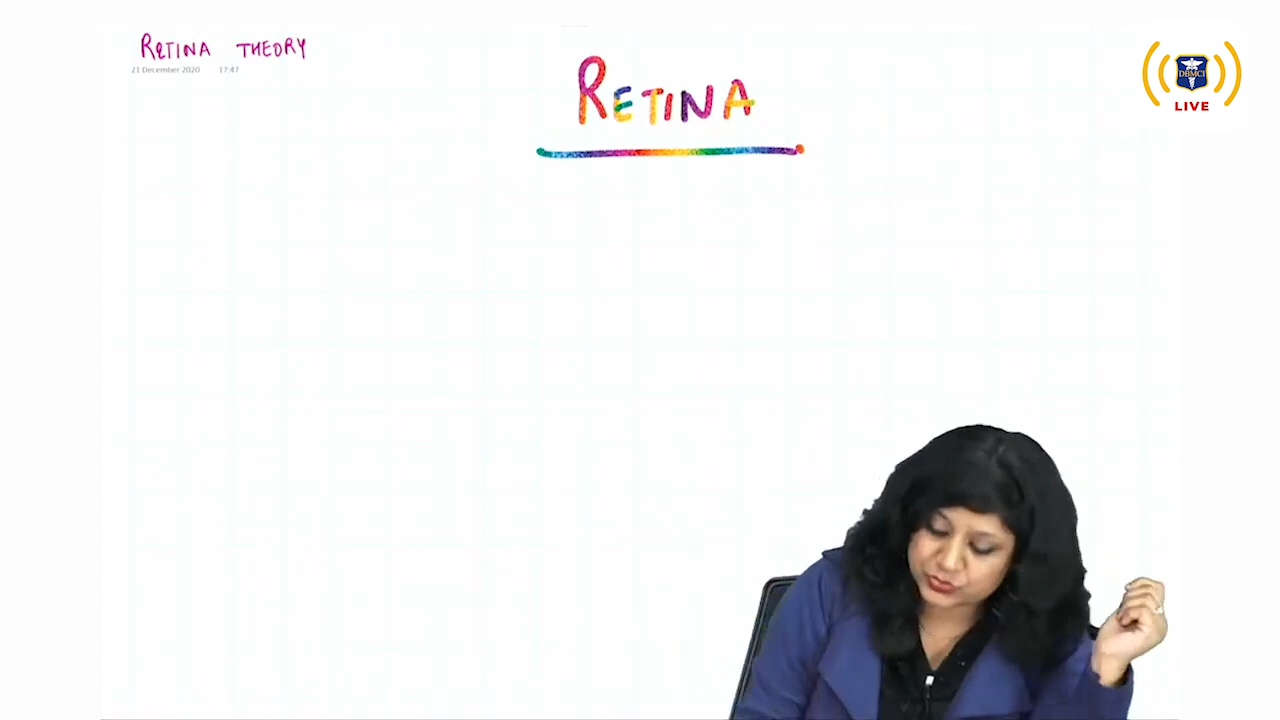 RETINA THEORY
21 December 2020 17:47
RETINA
DBMCI
LIVE